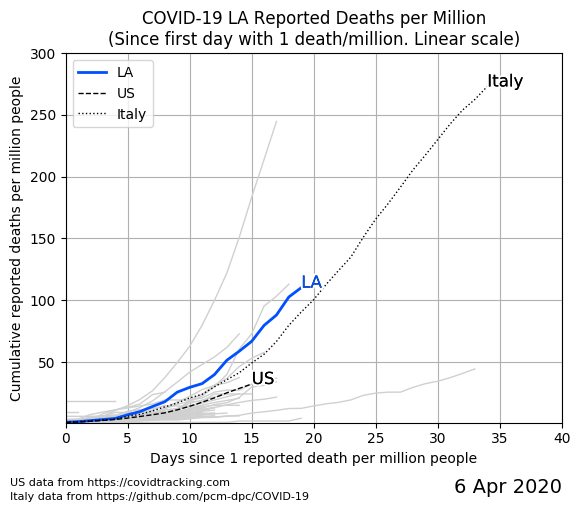 COVID-19 LA Reported Deaths per Million
(Since first day with 1 death/million. Linear scale)
300
250
200
150
100
50
LA
US
Italy
Italy
LA
US
Cumulative reported deaths per million people
0 5 10 15 20 25 30 35 40
Days since 1 reported death per million people
US data from https://covidtracking.com
Italy data from https://github.com/pcm-dpc/COVID-19
6 Apr 2020